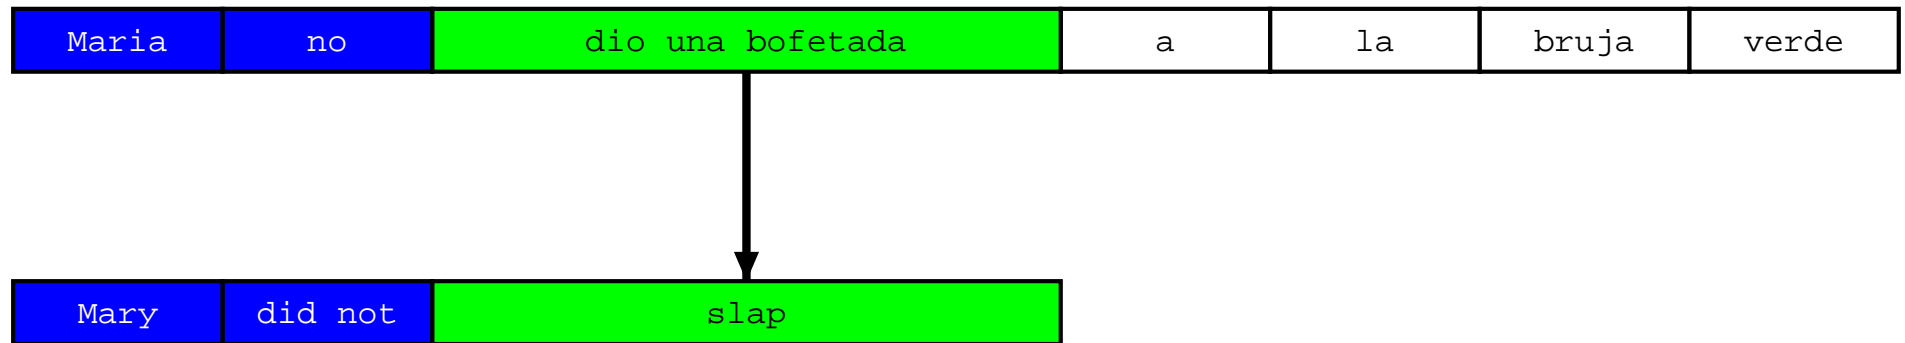 Maria no dio una bofetada a la bruja verde
Mary did not slap